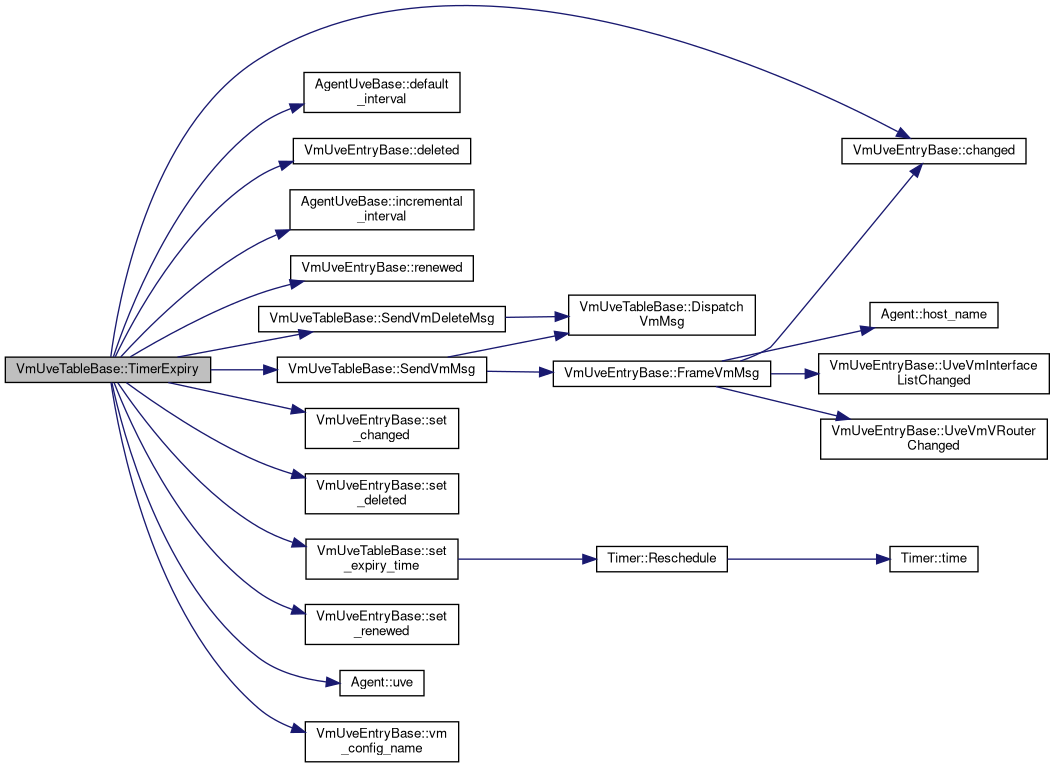 AgentUveBase::default
_interval
VmUveEntryBase::deleted
VmUveEntryBase::changed
AgentUveBase::incremental
_interval
VmUveEntryBase::renewed
VmUveTableBase::SendVmDeleteMsg
VmUveTableBase::Dispatch
VmMsg
Agent::host_name
VmUveTableBase::TimerExpiry
VmUveTableBase::SendVmMsg
VmUveEntryBase::FrameVmMsg
VmUveEntryBase::UveVmInterface
ListChanged
VmUveEntryBase::set
_changed
VmUveEntryBase::UveVmVRouter
Changed
VmUveEntryBase::set
_deleted
VmUveTableBase::set
_expiry_time
Timer::Reschedule
Timer::time
VmUveEntryBase::set
_renewed
Agent::uve
VmUveEntryBase::vm
_config_name